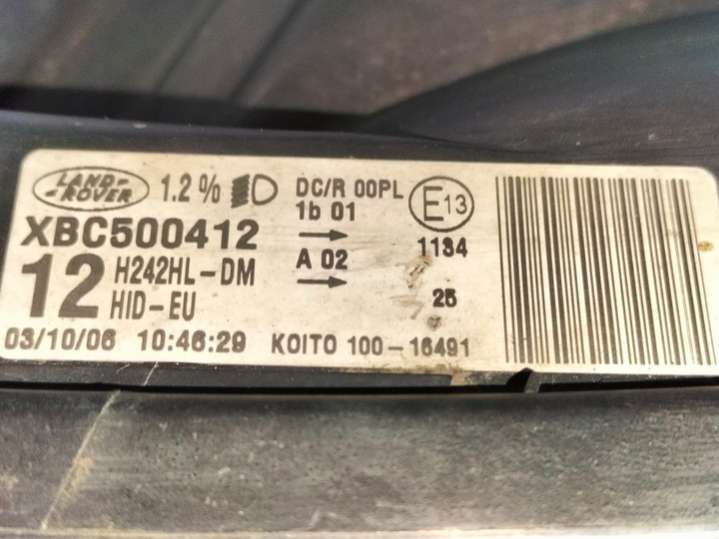 LAND-
-ROVER
1.2%
DC/R 00PL
1b 01
E13
XBC500412
1134
12
H242HL-DM
A 02
HID-EU
25
03/10/06 10:46:29 KOITO 100-16491